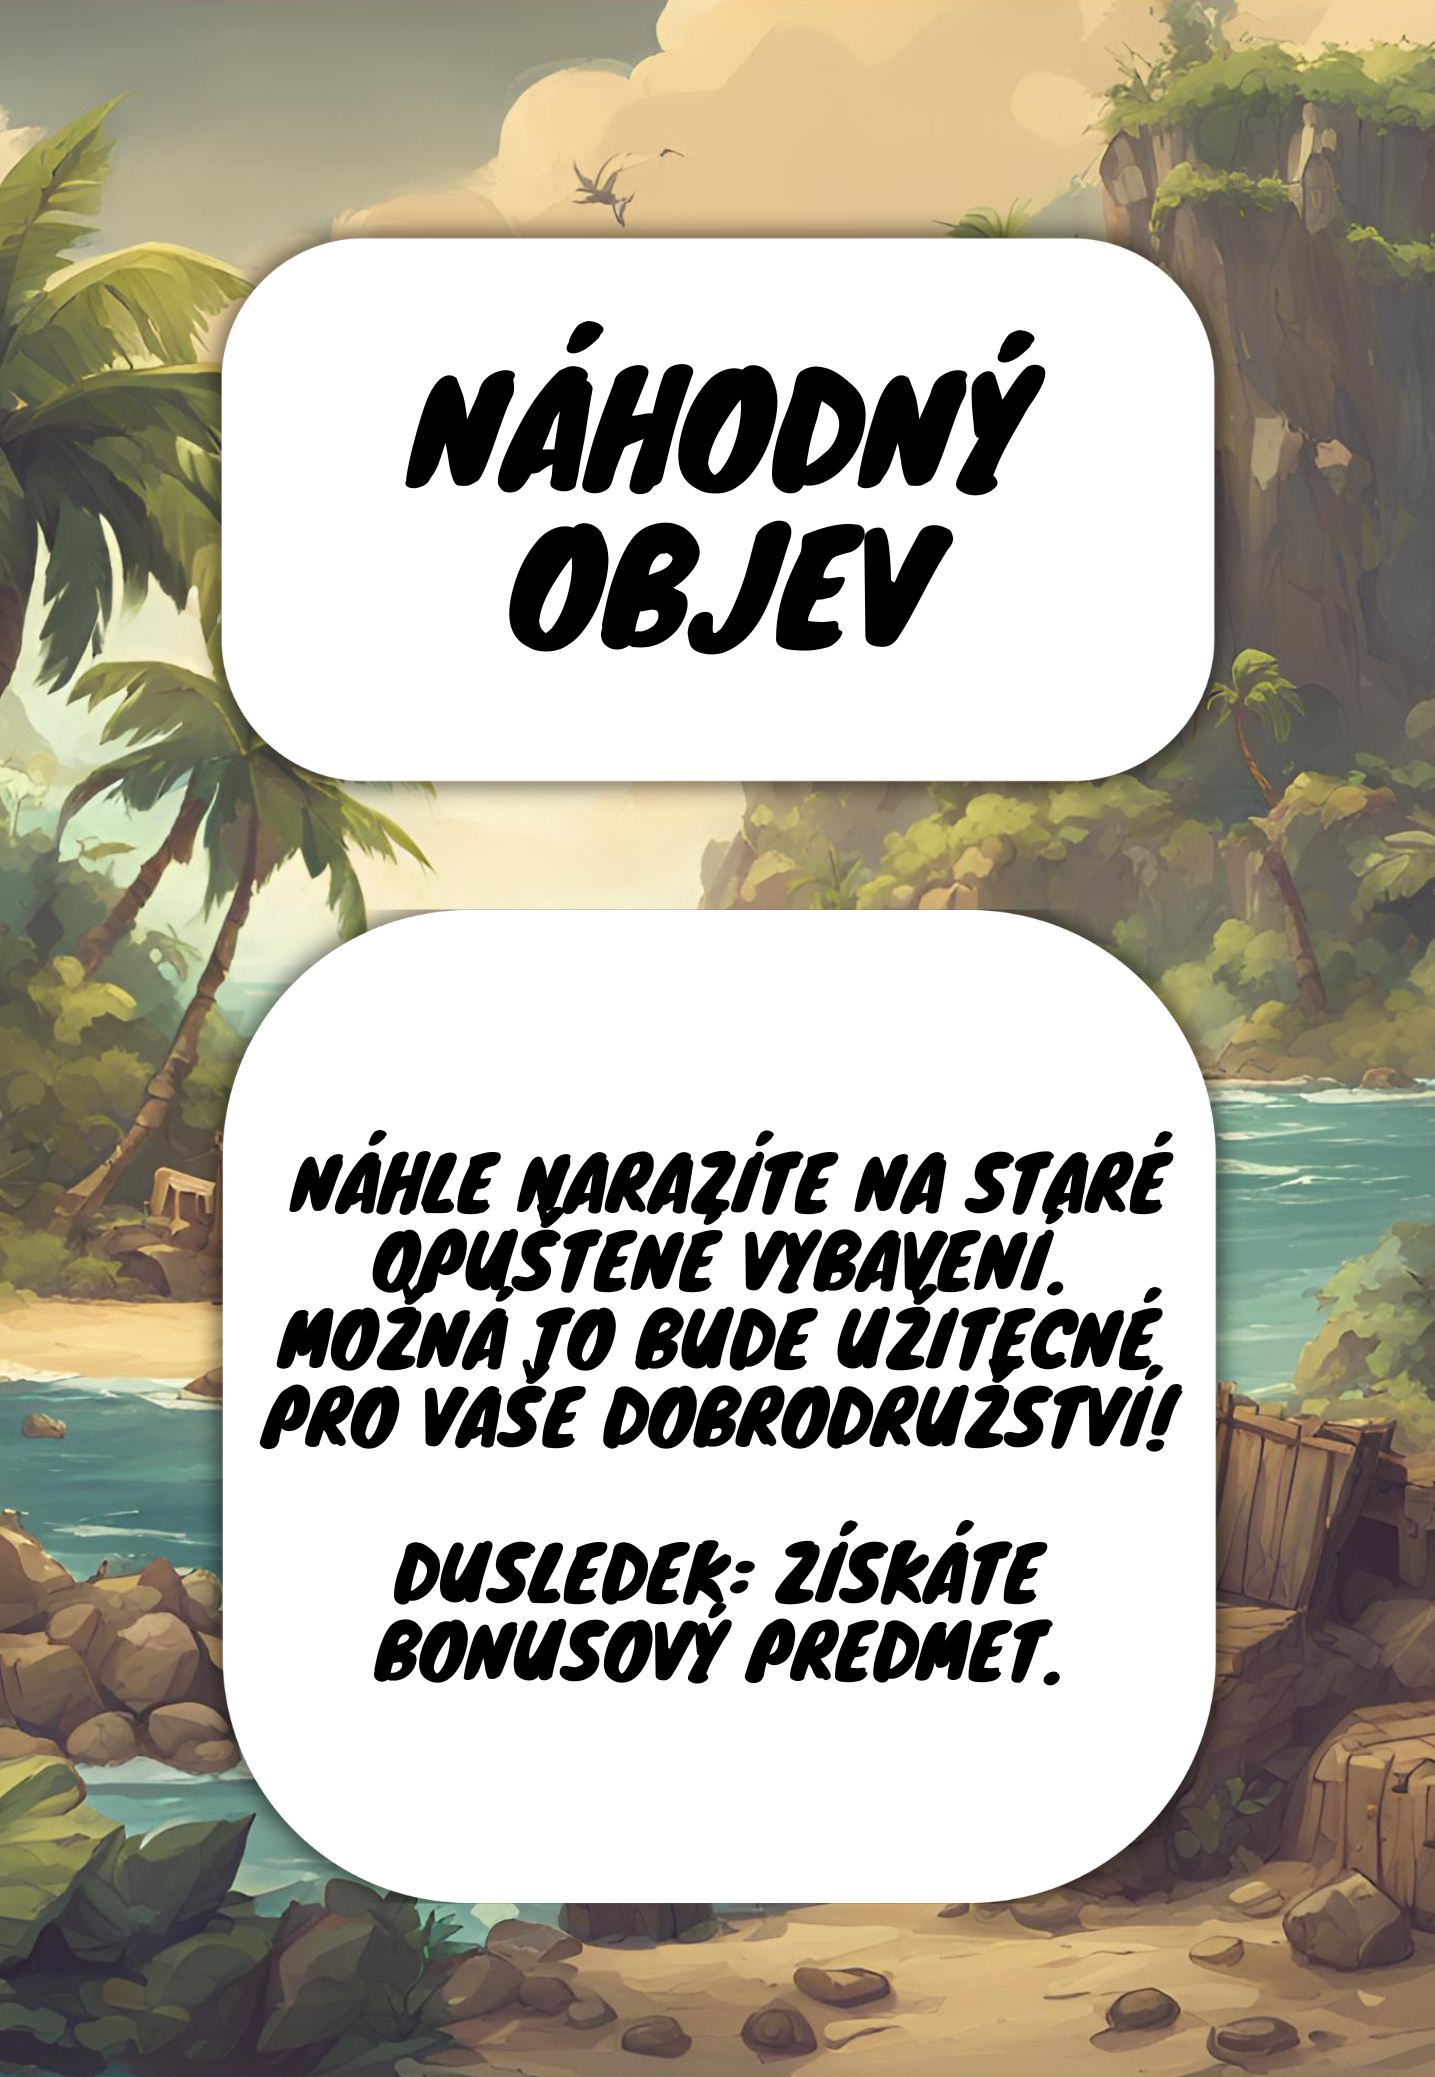 NÁHODNÝ
OBJEV
NÁHLE NARAZÍTE NA STARÉ
OPUŠTENÉ VYBAVENÍ.
MOŽNÁ TO BUDE UŽITECNÉ
PRO VAŠE DOBRODRUŽSTVÍ!
DUSLEDEK: ZÍSKÁTE
BONUSOVÝ PREDMET.